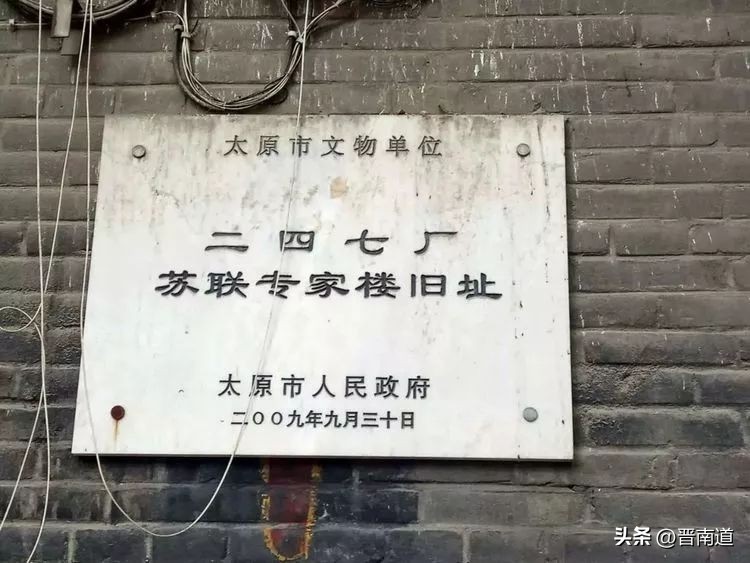 太原市文物单位
二四七厂
苏联专家楼旧址
太原市人民政府
二〇〇九年九月三十日
头条 @晋南道